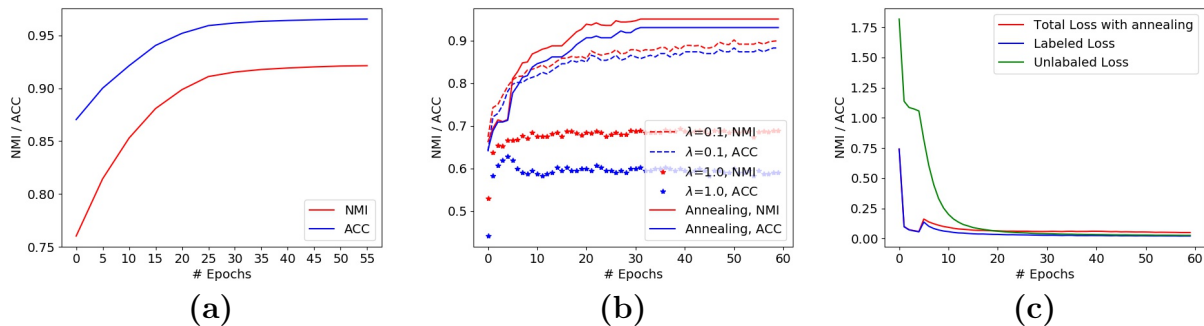 NMI / ACC
0.95
0.90
0.85
0.80
0.75
0 5 10 15 20 25 30 35 40 45 50 55
# Epochs
NMI
ACC
(a)
NMI / ACC
0.9
0.8
0.7
0.6
0.5
0 10 20 30 40 50 60
# Epochs
λ=0.1, NMI
λ=0.1, ACC
λ=1.0, NMI
λ=1.0, ACC
Annealing, NMI
Annealing, ACC
(b)
NMI / ACC
1.75
1.50
1.25
1.00
0.75
0.50
0.25
0.00
0 10 20 30 40 50 60
# Epochs
Total Loss with annealing
Labeled Loss
Unlabaled Loss
(c)